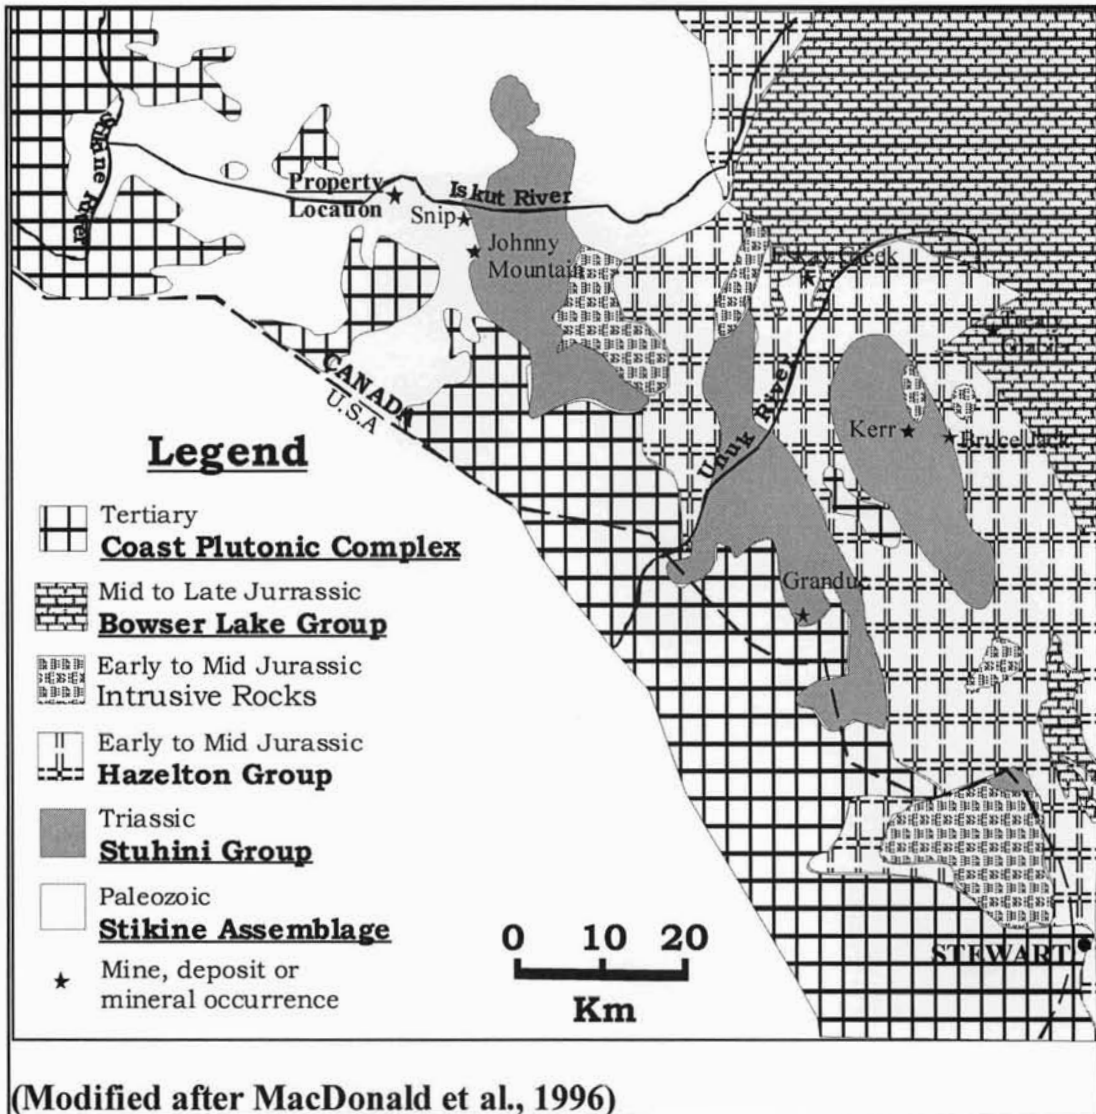 Stikine River
Property
Location
Iskut River
Snip
Johnny
Mountain
CANADA
U.S.A
Unuk River
Kerr
Bruce Jack
Granduc
STEWART
Legend
Tertiary
Coast Plutonic Complex
Mid to Late Jurrassic
Bowser Lake Group
Early to Mid Jurassic
Intrusive Rocks
Early to Mid Jurassic
Hazelton Group
Triassic
Stuhini Group
Paleozoic
Stikine Assemblage
Mine, deposit or
mineral occurrence
0 10 20
Km
(Modified after MacDonald et al., 1996)